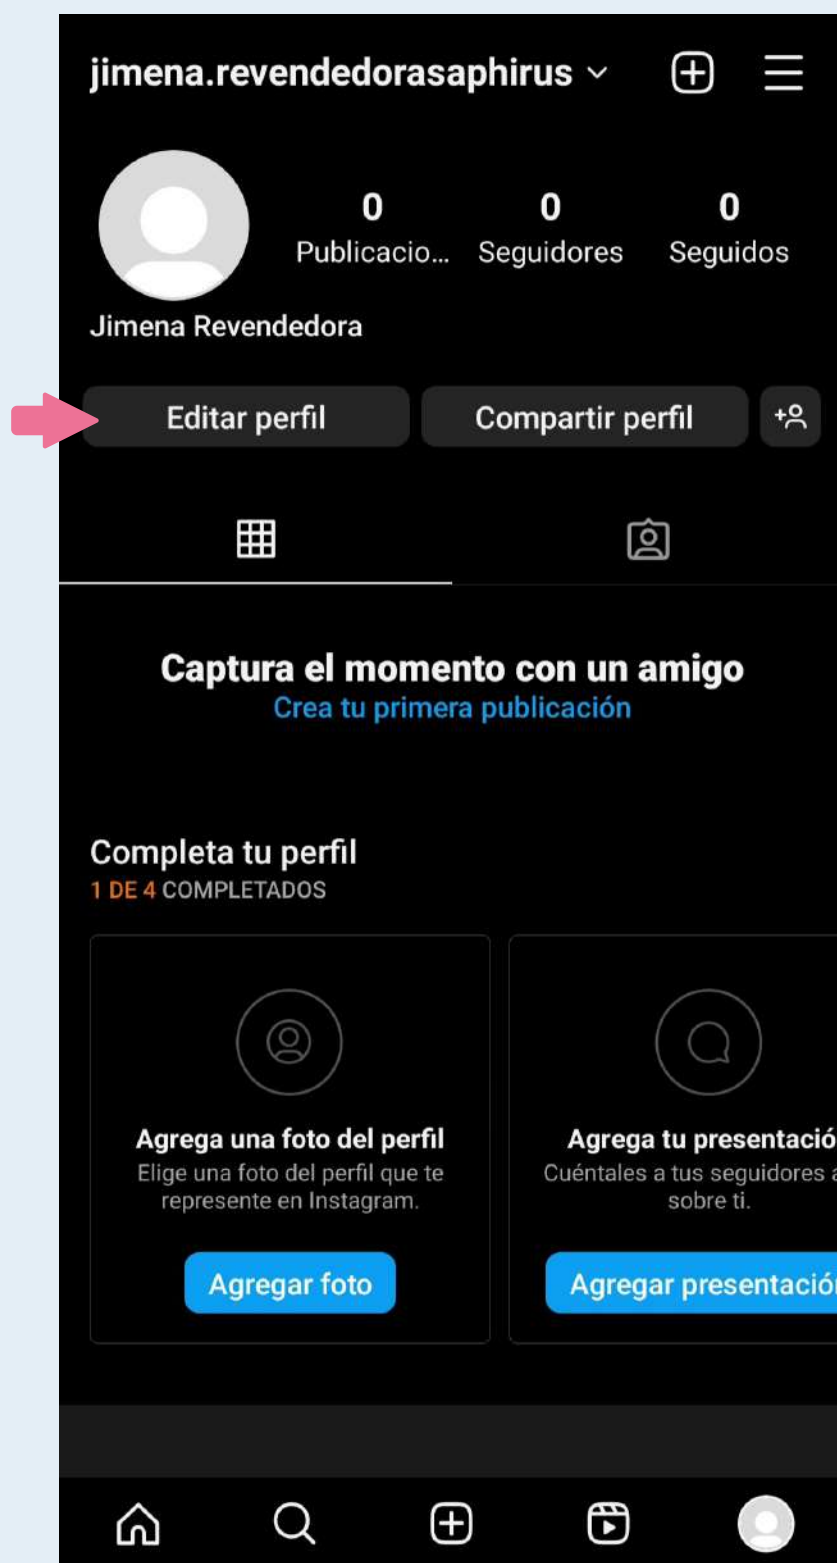 jimena.revendedorasaphirus
0 0 0
Publicacio... Seguidores Seguidos
Jimena Revendedora
Editar perfil Compartir perfil
Captura el momento con un amigo
Crea tu primera publicación
Completa tu perfil
1 DE 4 COMPLETADOS
Agrega una foto del perfil
Elige una foto del perfil que te
represente en Instagram.
Agregar foto
Agrega tu presentació
Cuéntales a tus seguidores a
sobre ti.
Agregar presentación